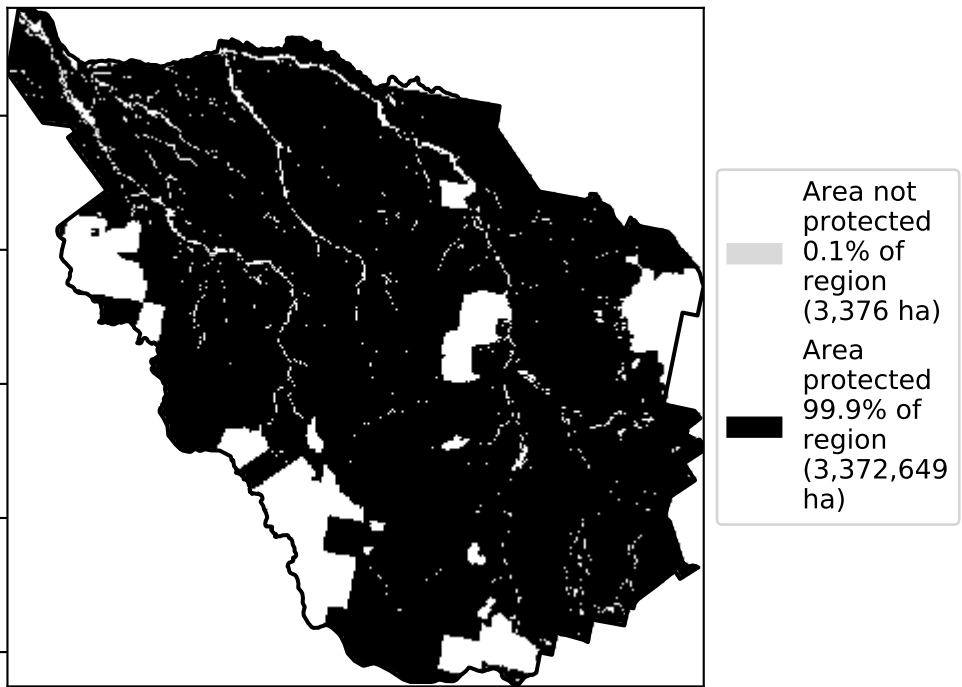 Area not
protected
0.1% of
region
(3,376 ha)
Area
protected
99.9% of
region
(3,372,649
ha)